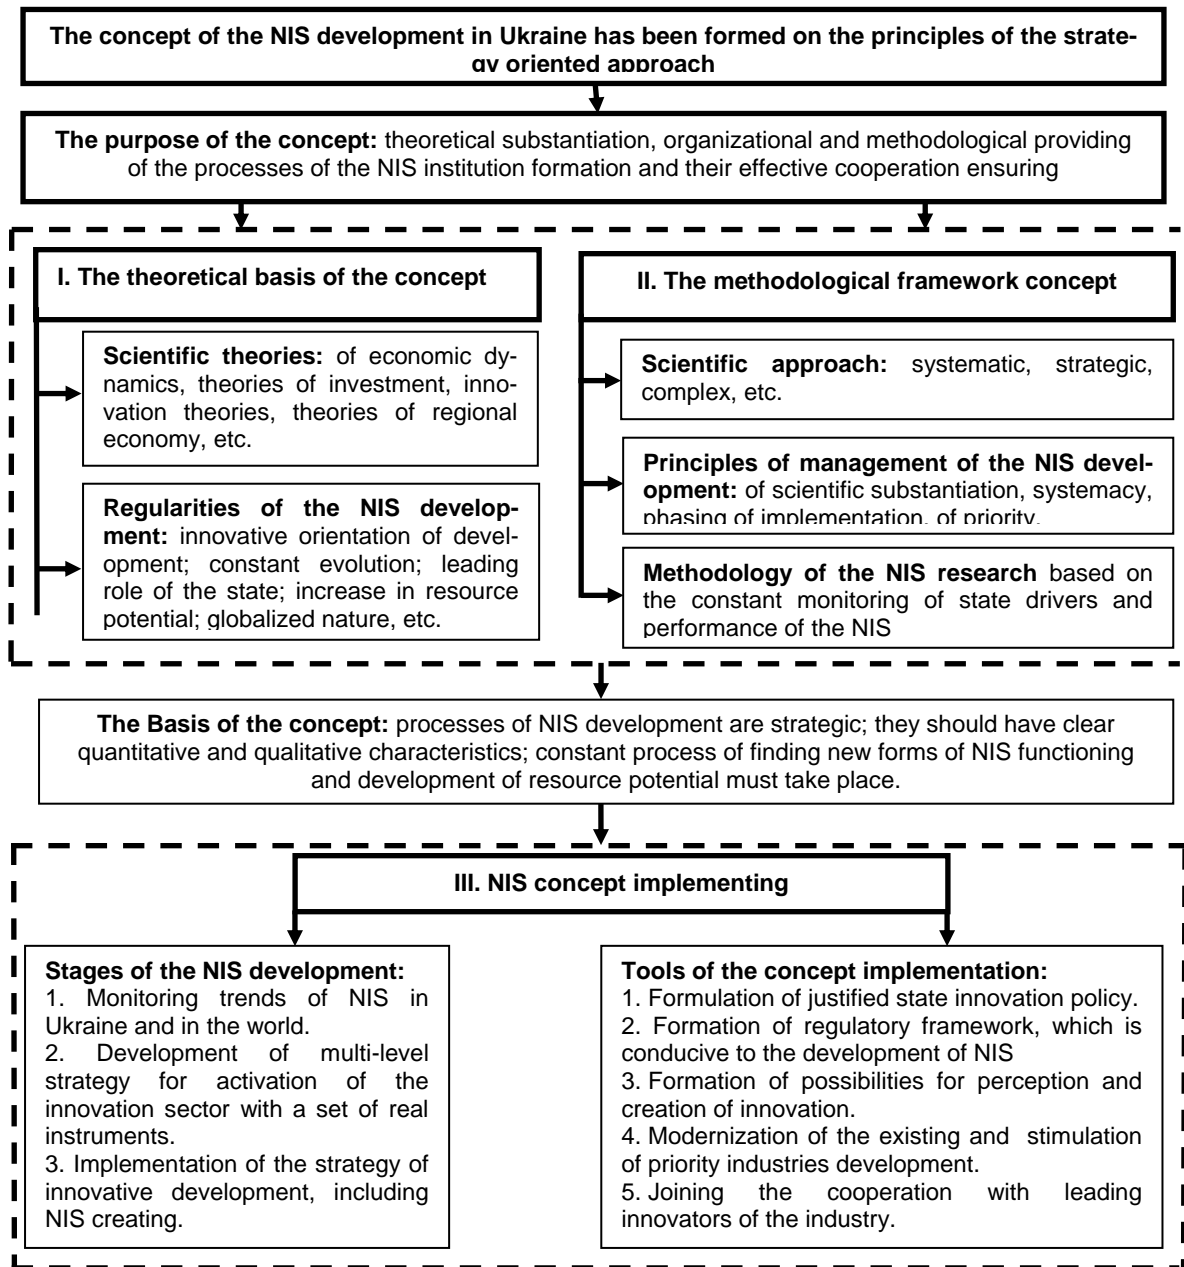 The concept of the NIS development in Ukraine has been formed on the principles of the strate-
gy oriented approach
The purpose of the concept: theoretical substantiation, organizational and methodological providing
of the processes of the NIS institution formation and their effective cooperation ensuring
I. The theoretical basis of the concept
Scientific theories: of economic dy-
namics, theories of investment, inno-
vation theories, theories of regional
economy, etc.
Regularities of the NIS develop-
ment: innovative orientation of devel-
opment; constant evolution; leading
role of the state; increase in resource
potential; globalized nature, etc.
II. The methodological framework concept
Scientific approach: systematic, strategic,
complex, etc.
Principles of management of the NIS devel-
opment: of scientific substantiation, systemacy,
phasing of implementation, of priority.
Methodology of the NIS research based on
the constant monitoring of state drivers and
performance of the NIS
The Basis of the concept: processes of NIS development are strategic; they should have clear
quantitative and qualitative characteristics; constant process of finding new forms of NIS functioning
and development of resource potential must take place.
III. NIS concept implementing
Stages of the NIS development:
1. Monitoring trends of NIS in
Ukraine and in the world.
2. Development of multi-level
strategy for activation of the
innovation sector with a set of real
instruments.
3. Implementation of the strategy of
innovative development, including
NIS creating.
Tools of the concept implementation:
1. Formulation of justified state innovation policy.
2. Formation of regulatory framework, which is
conducive to the development of NIS
3. Formation of possibilities for perception and
creation of innovation.
4. Modernization of the existing and stimulation
of priority industries development.
5. Joining the cooperation with leading
innovators of the industry.